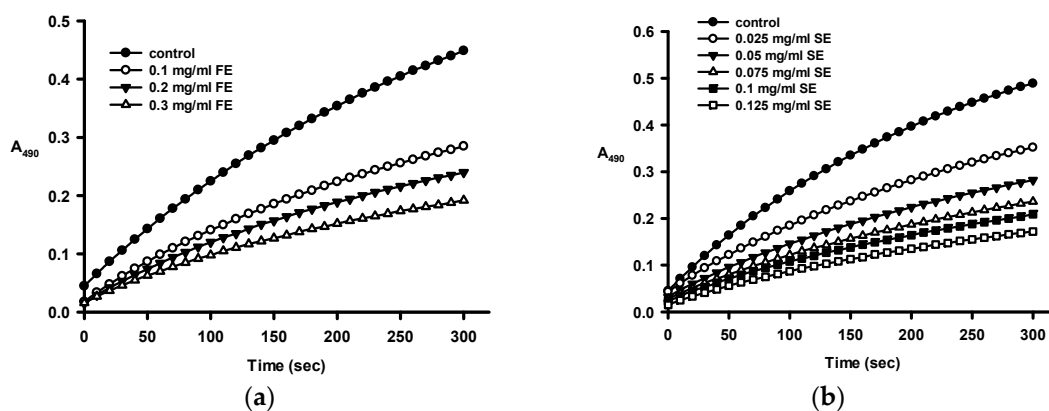 0.5
0.4
0.3
0.2
0.1
0.0
A490
control
0.1 mg/ml FE
0.2 mg/ml FE
0.3 mg/ml FE
0 50 100 150 200 250 300
Time (sec)
(a)
0.6
0.5
0.4
0.3
0.2
0.1
0.0
A490
control
0.025 mg/ml SE
0.05 mg/ml SE
0.075 mg/ml SE
0.1 mg/ml SE
0.125 mg/ml SE
0 50 100 150 200 250 300
Time (sec)
(b)